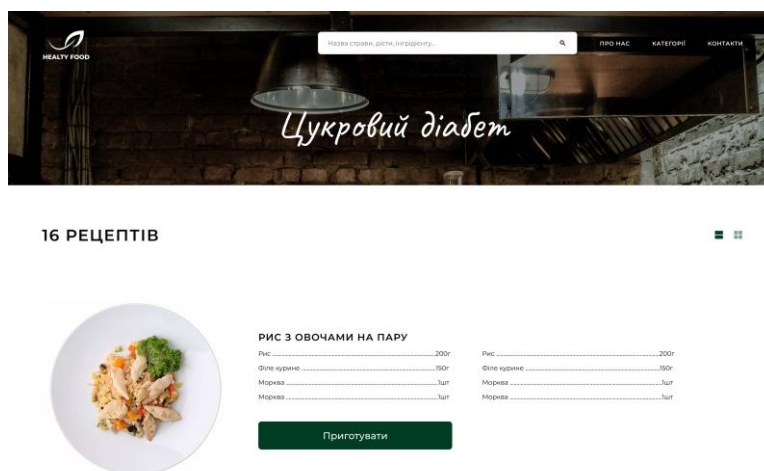 HEALTY FOOD
Назва страви, дієти, інгрідієнту...
ПРО НАС
КАТЕГОРІЇ
КОНТАКТИ
Цукровий діабет
16 РЕЦЕПТІВ
РИС З ОВОЧАМИ НА ПАРУ
Рис 200г
Філе курине 150г
Морква 1шт
Морква 1шт
Рис 200г
Філе курине 150г
Морква 1шт
Морква 1шт
Приготувати